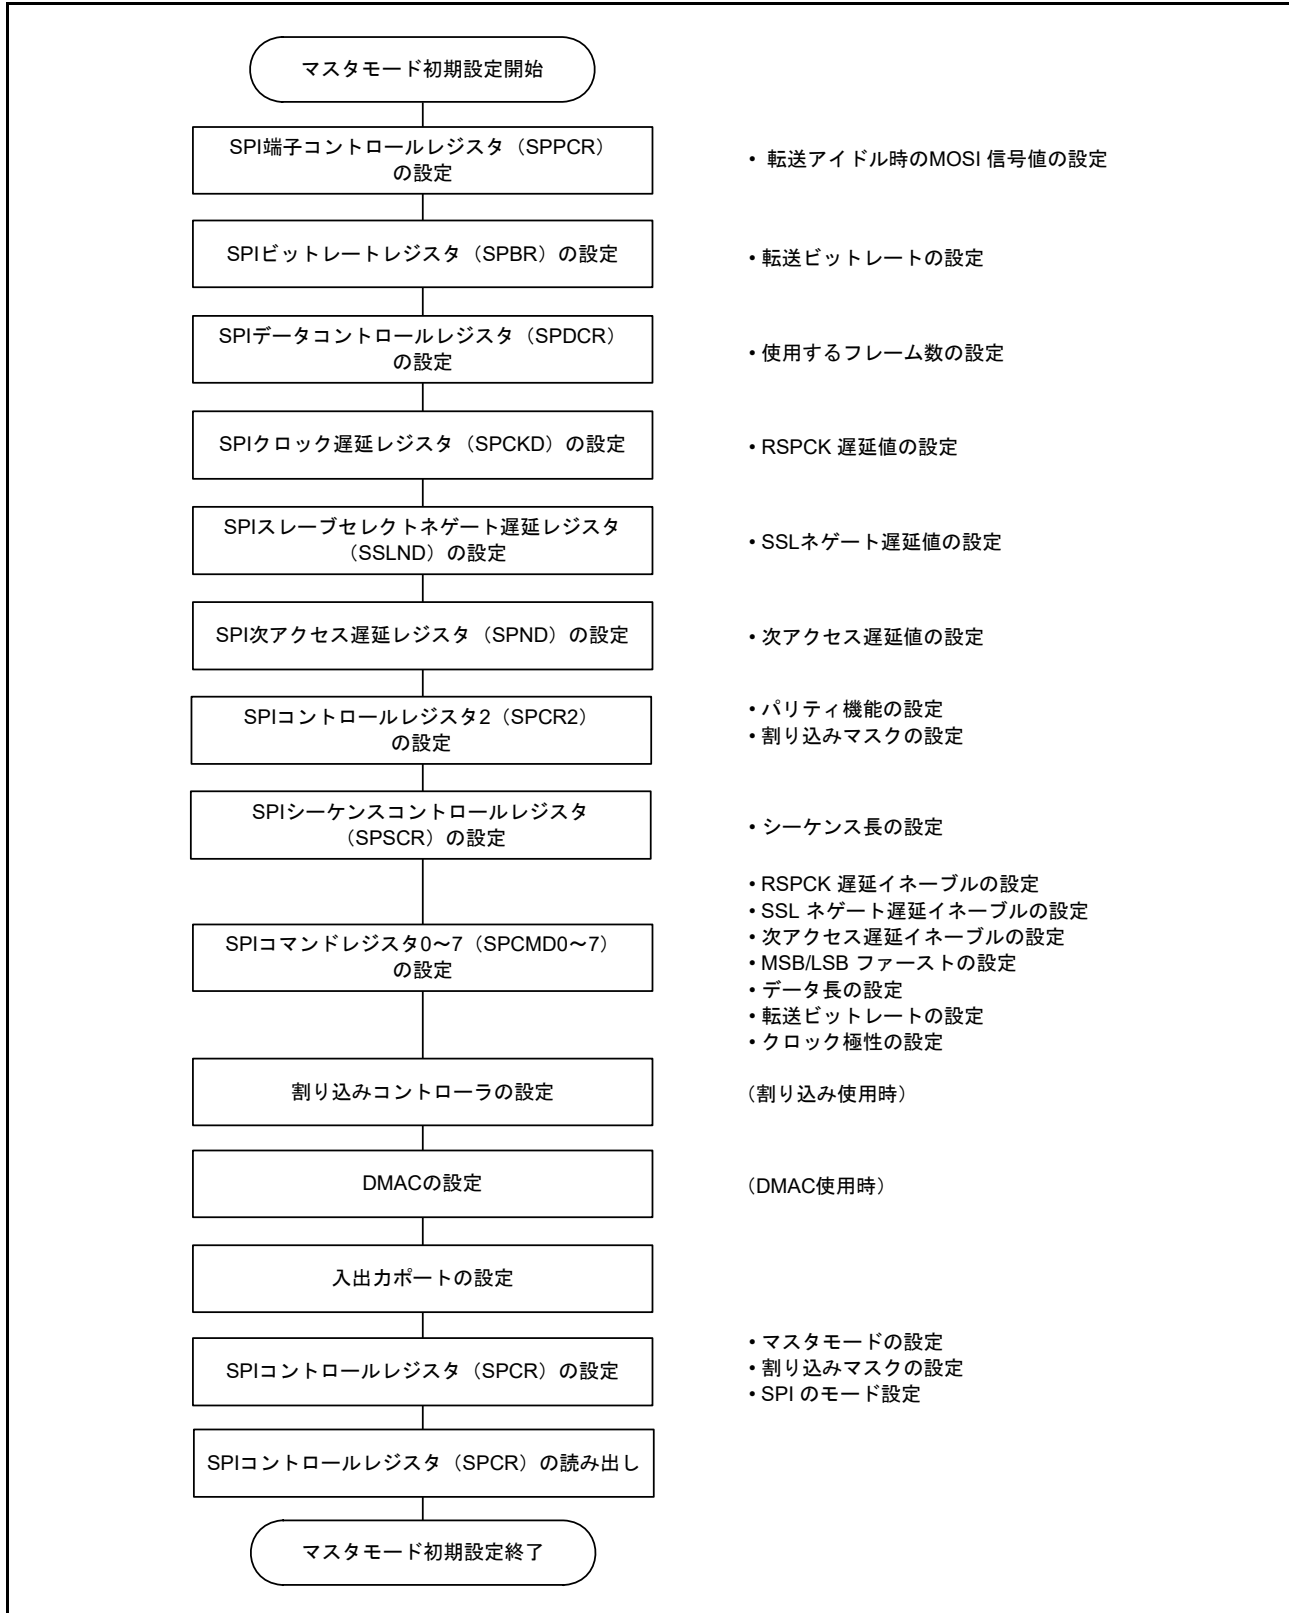 マスタモード初期設定開始
SPI端子コントロールレジスタ（SPPCR）
の設定
• 転送アイドル時のMOSI 信号値の設定
SPIビットレートレジスタ（SPBR）の設定
• 転送ビットレートの設定
SPIデータコントロールレジスタ（SPDCR）
の設定
• 使用するフレーム数の設定
SPIクロック遅延レジスタ（SPCKD）の設定
• RSPCK 遅延値の設定
SPIスレーブセレクトネゲート遅延レジスタ
（SSLND）の設定
• SSLネゲート遅延値の設定
SPI次アクセス遅延レジスタ（SPND）の設定
• 次アクセス遅延値の設定
SPIコントロールレジスタ2（SPCR2）
の設定
• パリティ機能の設定
• 割り込みマスクの設定
SPIシーケンスコントロールレジスタ
（SPSCR）の設定
• シーケンス長の設定
SPIコマンドレジスタ0～7（SPCMD0～7）
の設定
• RSPCK 遅延イネーブルの設定
• SSL ネゲート遅延イネーブルの設定
• 次アクセス遅延イネーブルの設定
• MSB/LSB ファーストの設定
• データ長の設定
• 転送ビットレートの設定
• クロック極性の設定
割り込みコントローラの設定
（割り込み使用時）
DMACの設定
（DMAC使用時）
入出力ポートの設定
SPIコントロールレジスタ（SPCR）の設定
• マスタモードの設定
• 割り込みマスクの設定
• SPI のモード設定
SPIコントロールレジスタ（SPCR）の読み出し
マスタモード初期設定終了